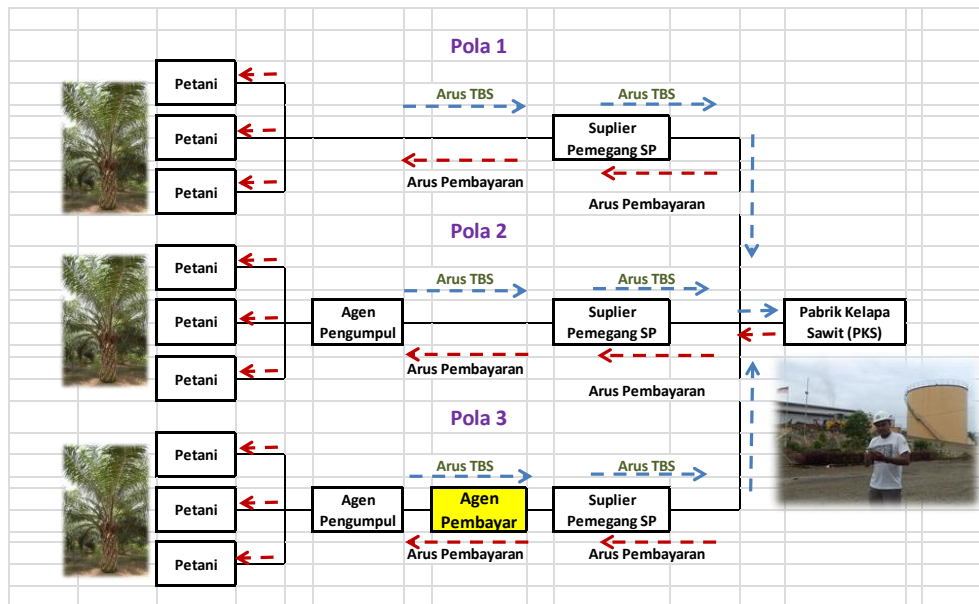 Pola 1
Petani
Petani
Petani
Arus TBS
Arus TBS
Suplier
Pemegang SP
Arus Pembayaran
Arus Pembayaran
Pola 2
Petani
Petani
Petani
Arus TBS
Arus TBS
Agen
Pengumpul
Suplier
Pemegang SP
Pabrik Kelapa
Sawit (PKS)
Arus Pembayaran
Arus Pembayaran
Pola 3
Petani
Petani
Petani
Arus TBS
Arus TBS
Agen
Pengumpul
Agen
Pembayar
Suplier
Pemegang SP
Arus Pembayaran
Arus Pembayaran